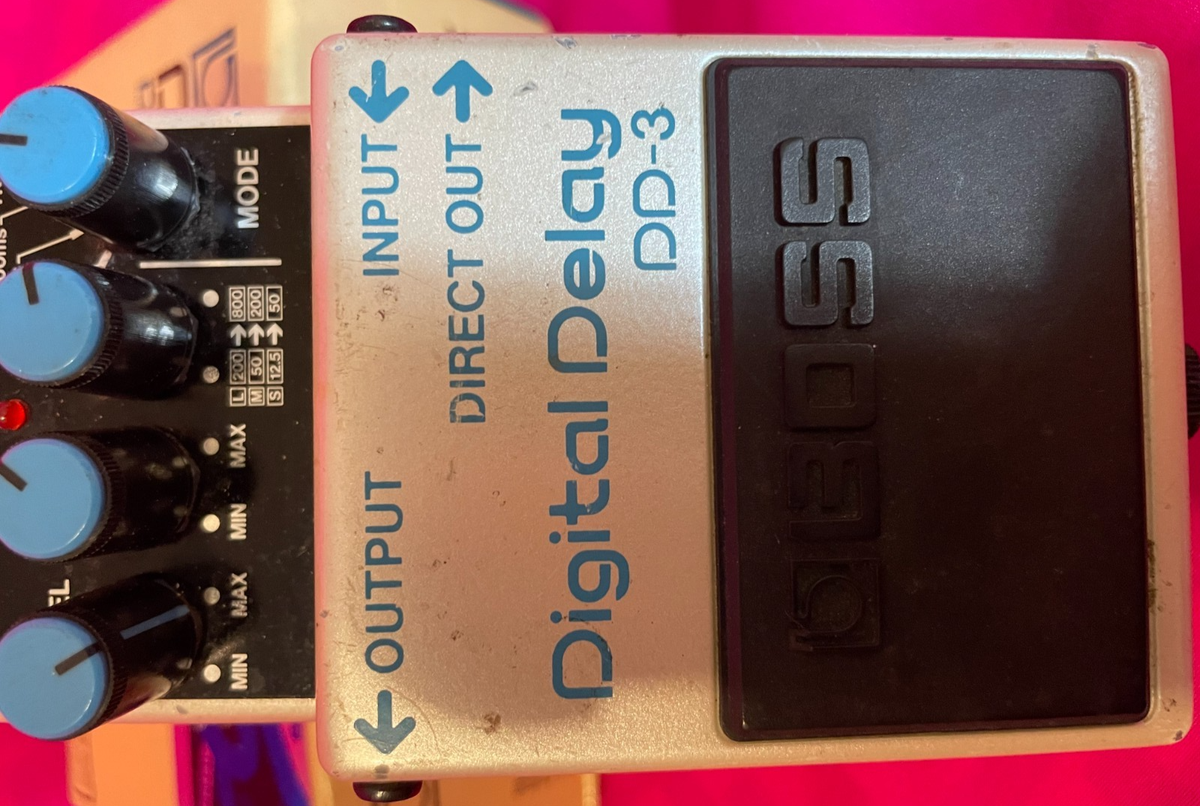 MODE
MIN MAX MIN MAX
L 200 → 800
M 50 → 200
S 12.5 → 50
← OUTPUT INPUT ←
DIRECT OUT →
Digital Delay
DD-3
BOSS